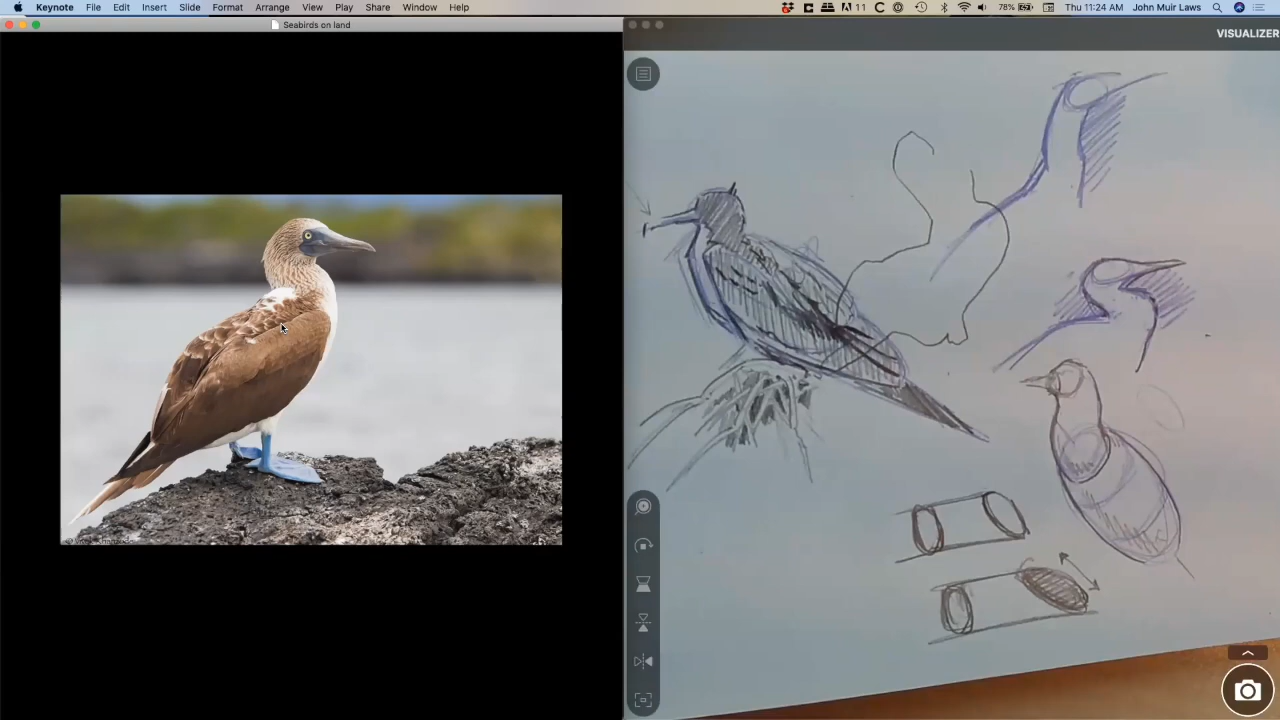 Keynote File Edit Insert Slide Format Arrange View Play Share Window Help 11 78% Thu 11:24 AM John Muir Laws
Seabirds on land
VISUALIZER